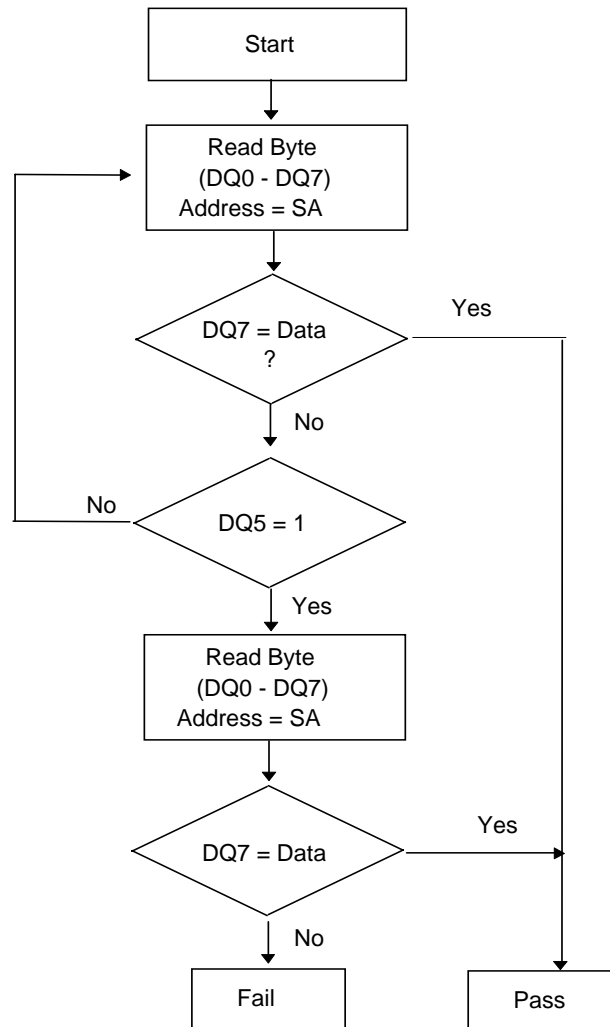 Start
Read Byte
(DQ0 - DQ7)
Address = SA
DQ7 = Data
?
Yes
No
No
DQ5 = 1
Yes
Read Byte
(DQ0 - DQ7)
Address = SA
DQ7 = Data
Yes
No
Fail
Pass